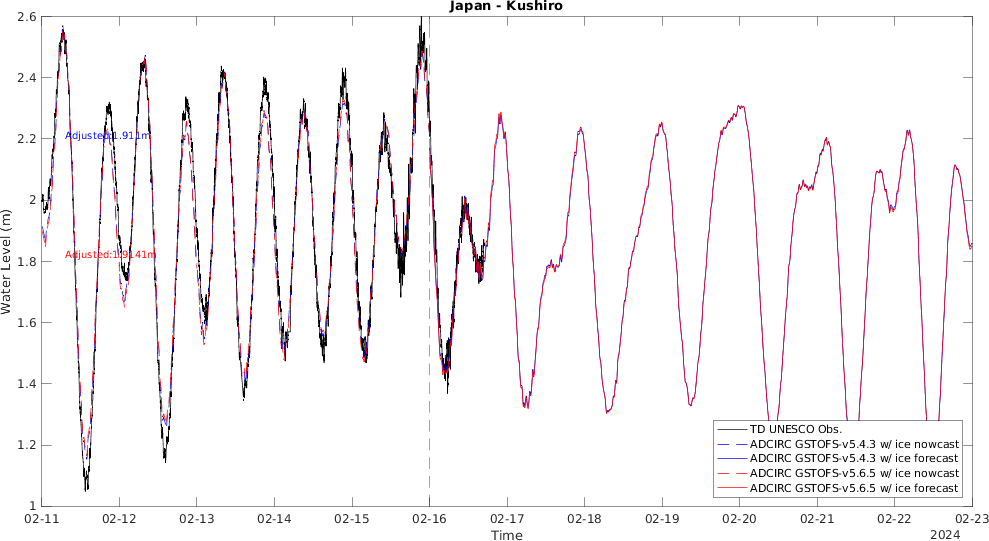 Japan - Kushiro
Water Level (m)
2.6
2.4
2.2
2
1.8
1.6
1.4
1.2
1
Adjusted:1.911m
Adjusted:1.9141m
TD UNESCO Obs.
ADCIRC GSTOFS-v5.4.3 w/ ice nowcast
ADCIRC GSTOFS-v5.4.3 w/ ice forecast
ADCIRC GSTOFS-v5.6.5 w/ ice nowcast
ADCIRC GSTOFS-v5.6.5 w/ ice forecast
02-11 02-12 02-13 02-14 02-15 02-16 02-17 02-18 02-19 02-20 02-21 02-22 02-23
Time
2024